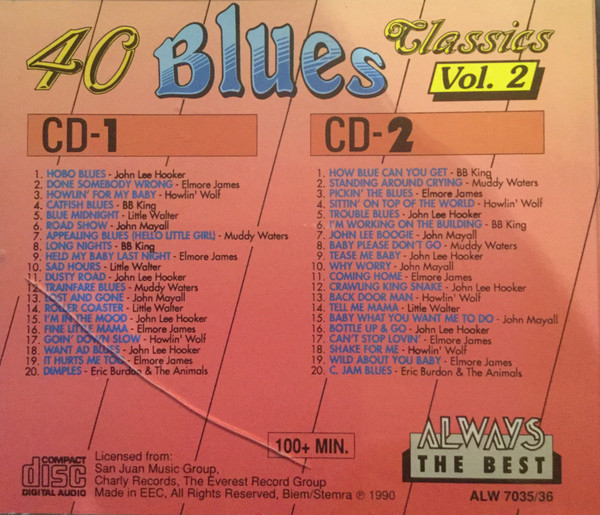 40 Blues Classics
Vol. 2
CD-1
1. HOBO BLUES - John Lee Hooker
2. DONE SOMEBODY WRONG - Elmore James
3. HOWLIN' FOR MY BABY - Howlin' Wolf
4. CATFISH BLUES - BB King
5. BLUE MIDNIGHT - Little Walter
6. ROAD SHOW - John Mayall
7. APPEALING BLUES (HELLO LITTLE GIRL) - Muddy Waters
8. LONG NIGHTS - BB King
9. HELD MY BABY LAST NIGHT - Elmore James
10. SAD HOURS - Little Walter
11. DUSTY ROAD - John Lee Hooker
12. TRAINFARE BLUES - Muddy Waters
13. LOST AND GONE - John Mayall
14. ROLLER COASTER - Little Walter
15. I'M IN THE MOOD - John Lee Hooker
16. FINE LITTLE MAMA - Elmore James
17. GOIN' DOWN SLOW - Howlin' Wolf
18. WANT AD BLUES - John Lee Hooker
19. IT HURTS ME TOO - Elmore James
20. DIMPLES - Eric Burdon & The Animals
CD-2
1. HOW BLUE CAN YOU GET - BB King
2. STANDING AROUND CRYING - Muddy Waters
3. PICKIN' THE BLUES - Elmore James
4. SITTIN' ON TOP OF THE WORLD - Howlin' Wolf
5. TROUBLE BLUES - John Lee Hooker
6. I'M WORKING ON THE BUILDING - BB King
7. JOHN LEE BOOGIE - John Mayall
8. BABY PLEASE DON'T GO - Muddy Waters
9. TEASE ME BABY - John Lee Hooker
10. WHY WORRY - John Mayall
11. COMING HOME - Elmore James
12. CRAWLING KING SNAKE - John Lee Hooker
13. BACK DOOR MAN - Howlin' Wolf
14. TELL ME MAMA - Little Walter
15. BABY WHAT YOU WANT ME TO DO - John Mayall
16. BOTTLE UP & GO - John Lee Hooker
17. CAN'T STOP LOVIN' - Elmore James
18. SHAKE FOR ME - Howlin' Wolf
19. WILD ABOUT YOU BABY - Elmore James
20. C. JAM BLUES - Eric Burdon & The Animals
100+ MIN.
COMPACT
disc
DIGITAL AUDIO
Licensed from:
San Juan Music Group,
Charly Records, The Everest Record Group
Made in EEC, All Rights Reserved, Biem/Stemra ℗ 1990
ALWAYS
THE BEST
ALW 7035/36